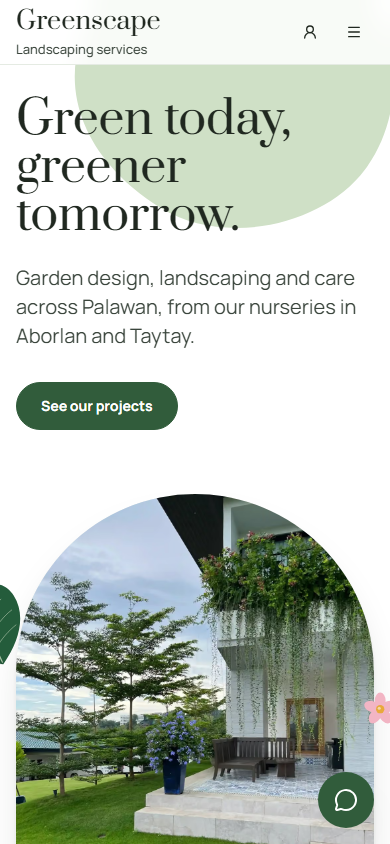 Greenscape
Landscaping services
Green today,
greener
tomorrow.
Garden design, landscaping and care
across Palawan, from our nurseries in
Aborlan and Taytay.
See our projects